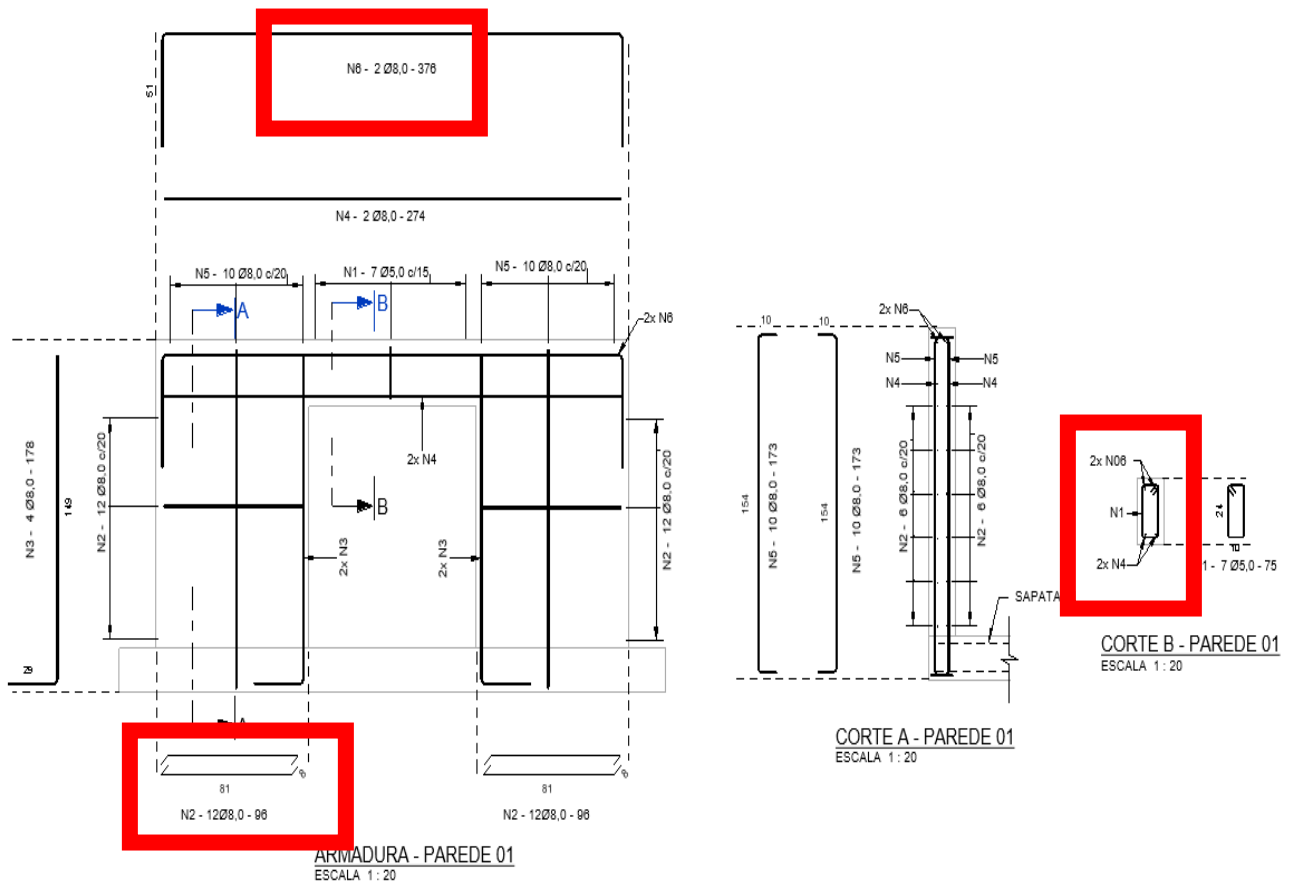 N6 - 2 Ø8,0 - 376
51
N4 - 2 Ø8,0 - 274
N5 - 10 Ø8,0 c/20
N1 - 7 Ø5,0 c/15
N5 - 10 Ø8,0 c/20
A
B
2x N6
N3 - 4 Ø8,0 - 178
149
29
N2 - 12 Ø8,0 c/20
2x N4
B
2x N3
2x N3
N2 - 12 Ø8,0 c/20
A
81
8
N2 - 12Ø8,0 - 96
81
8
N2 - 12Ø8,0 - 96
ARMADURA - PAREDE 01
ESCALA 1 : 20
10
10
154
N5 - 10 Ø8,0 - 173
154
N5 - 10 Ø8,0 - 173
2x N6
N5
N5
N4
N4
N2 - 6 Ø8,0 c/20
N2 - 6 Ø8,0 c/20
SAPATA
CORTE A - PAREDE 01
ESCALA 1 : 20
2x N06
N1
2x N4
24
10
1 - 7 Ø5,0 - 75
CORTE B - PAREDE 01
ESCALA 1 : 20